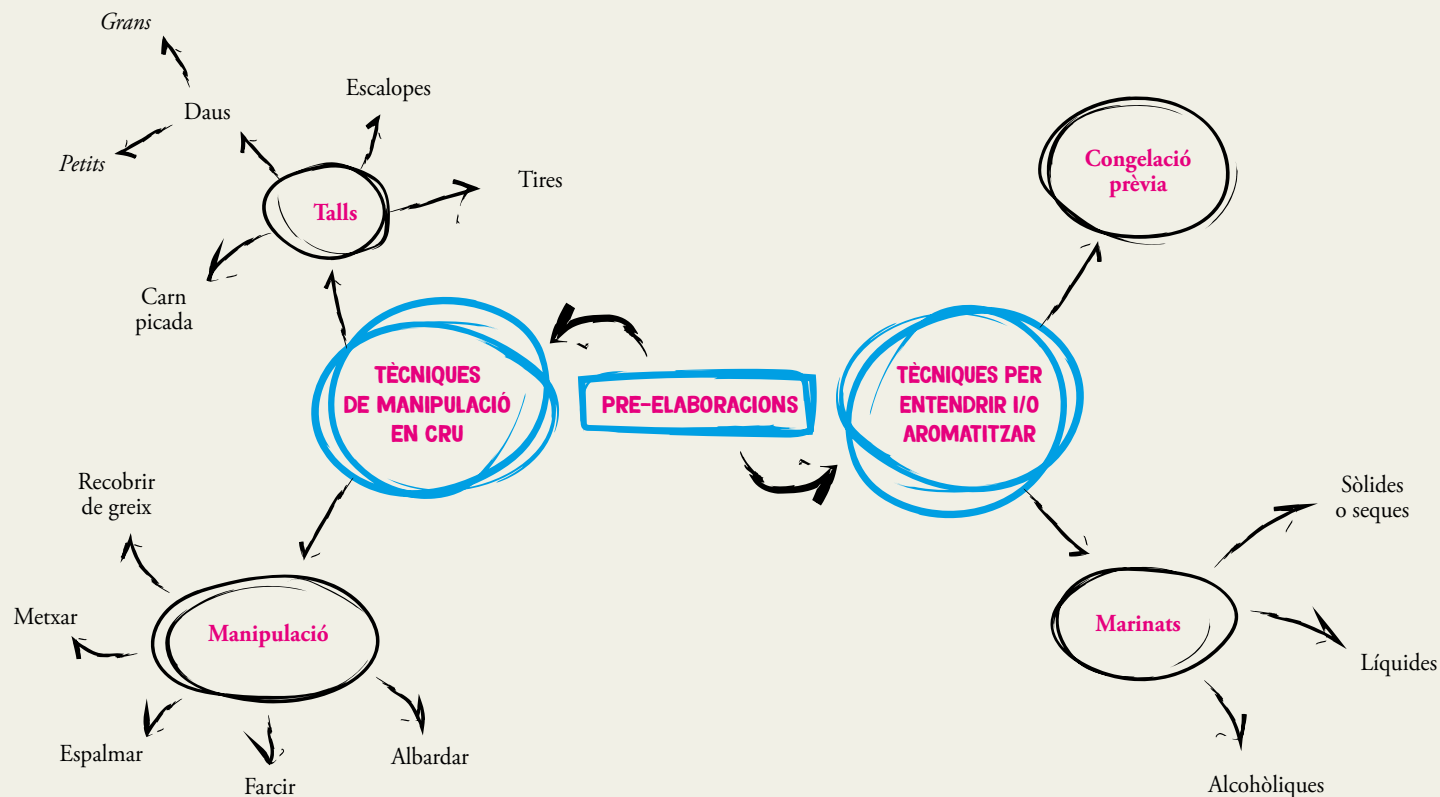 Grans
Daus
Petits
Escalopes
Tires
Talls
Carn
picada
TÈCNIQUES
DE MANIPULACIÓ
EN CRU
PRE-ELABORACIONS
TÈCNIQUES PER
ENTENDRIR I/O
AROMATITZAR
Congelació
prèvia
Recobrir
de greix
Metxar
Manipulació
Espalmar
Farcir
Albardar
Marinats
Sòlides
o seques
Líquides
Alcohòliques